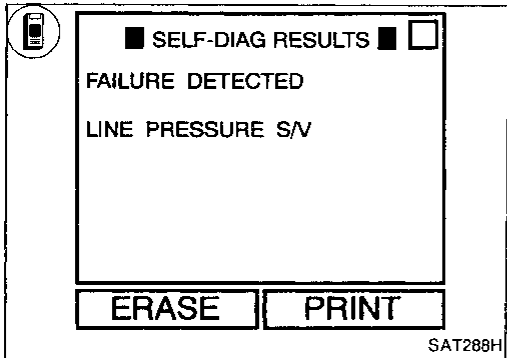 ■ SELF-DIAG RESULTS ■ □
FAILURE DETECTED
LINE PRESSURE S/V
ERASE PRINT
SAT288H